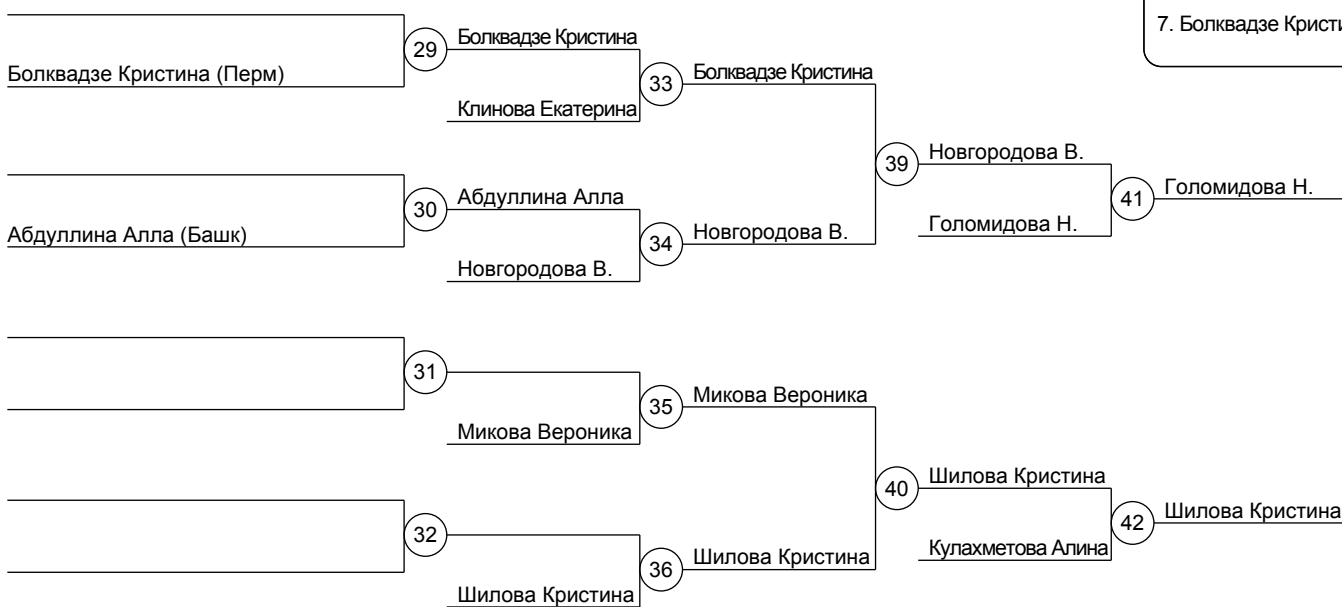 7. Болквадзе Кристи
29
Болквадзе Кристина
Болквадзе Кристина (Перм)
33
Болквадзе Кристина
Клинова Екатерина
39
Новгородова В.
30
Абдуллина Алла
41
Голомидова Н.
Абдуллина Алла (Башк)
34
Новгородова В.
Голомидова Н.
Новгородова В.
31
35
Микова Вероника
Микова Вероника
40
Шилова Кристина
32
42
Шилова Кристина
36
Шилова Кристина
Кулахметова Алина
Шилова Кристина